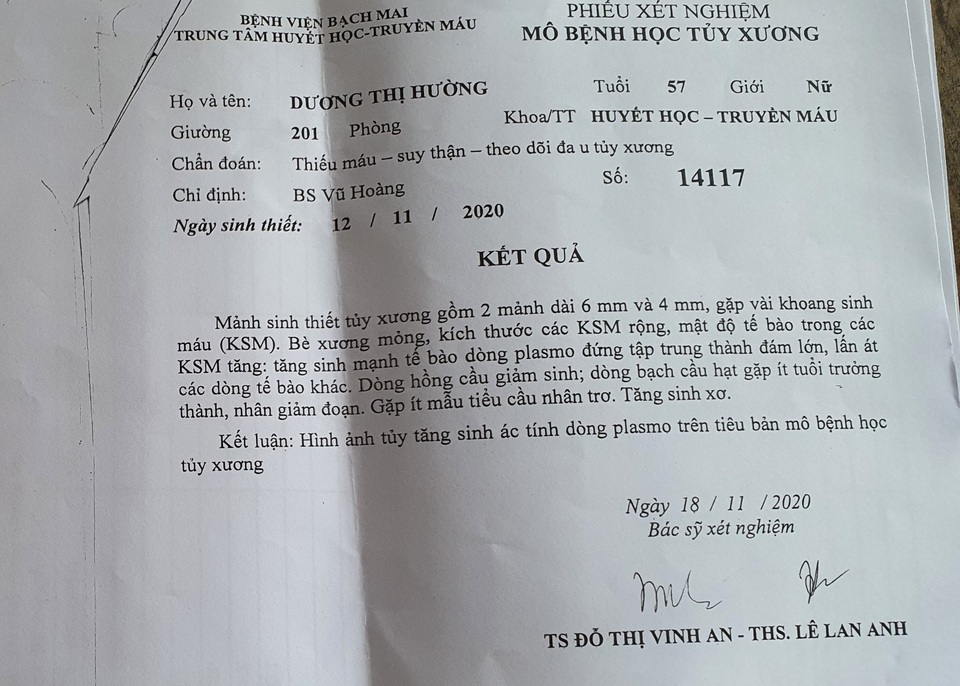 BỆNH VIỆN BẠCH MAI
TRUNG TÂM HUYẾT HỌC-TRUYỀN MÁU
PHIẾU XÉT NGHIỆM
MÔ BỆNH HỌC TỦY XƯƠNG
Họ và tên: DƯƠNG THỊ HƯỜNG Tuổi 57 Giới Nữ
Giường 201 Phòng Khoa/TT HUYẾT HỌC – TRUYỀN MÁU
Chẩn đoán: Thiếu máu – suy thận – theo dõi đa u tủy xương
Chỉ định: BS Vũ Hoàng Số: 14117
Ngày sinh thiết: 12 / 11 / 2020
KẾT QUẢ
Mảnh sinh thiết tủy xương gồm 2 mảnh dài 6 mm và 4 mm, gặp vài khoang sinh
máu (KSM). Bè xương mỏng, kích thước các KSM rộng, mật độ tế bào trong các
KSM tăng: tăng sinh mạnh tế bào dòng plasmo đứng tập trung thành đám lớn, lấn át
các dòng tế bào khác. Dòng hồng cầu giảm sinh; dòng bạch cầu hạt gặp ít tuổi trưởng
thành, nhân giảm đoạn. Gặp ít mẫu tiểu cầu nhân trơ. Tăng sinh xơ.
Kết luận: Hình ảnh tủy tăng sinh ác tính dòng plasmo trên tiêu bản mô bệnh học
tủy xương
Ngày 18 / 11 / 2020
Bác sỹ xét nghiệm
TS ĐỖ THỊ VINH AN - THS. LÊ LAN ANH